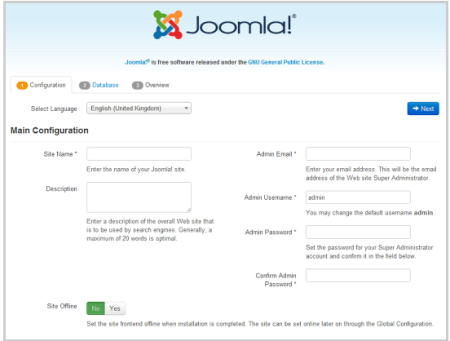 Joomla!®
Joomla!® is free software released under the GNU General Public License.
1 Configuration
2 Database
3 Overview
Select Language
English (United Kingdom)
Next
Main Configuration
Site Name *
Enter the name of your Joomla! site.
Description
Enter a description of the overall Web site that
is to be used by search engines. Generally, a
maximum of 20 words is optimal.
Admin Email *
Enter your email address. This will be the email
address of the Web site Super Administrator.
Admin Username *
admin
You may change the default username admin.
Admin Password *
Set the password for your Super Administrator
account and confirm it in the field below.
Confirm Admin
Password *
Site Offline
No
Yes
Set the site frontend offline when installation is completed. The site can be set online later on through the Global Configuration.